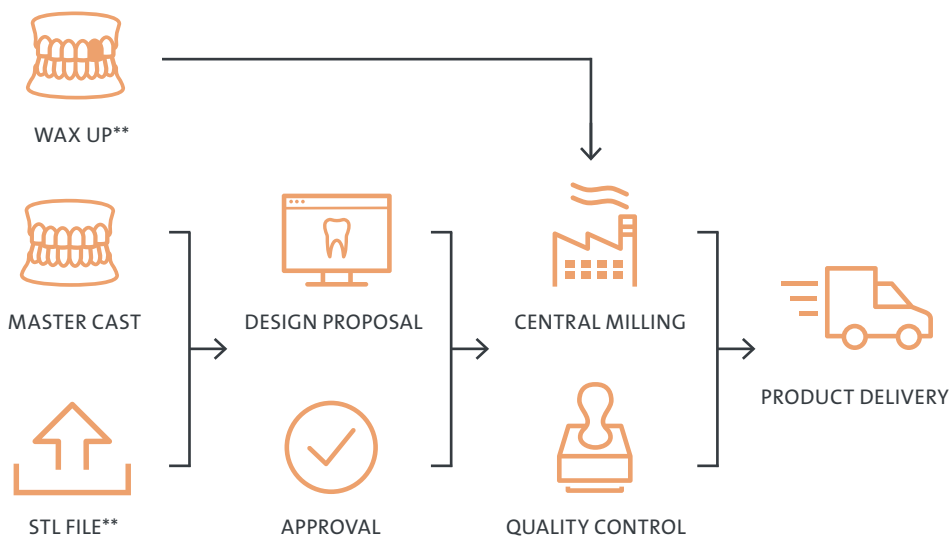 WAX UP**
MASTER CAST
DESIGN PROPOSAL
CENTRAL MILLING
PRODUCT DELIVERY
STL FILE**
APPROVAL
QUALITY CONTROL